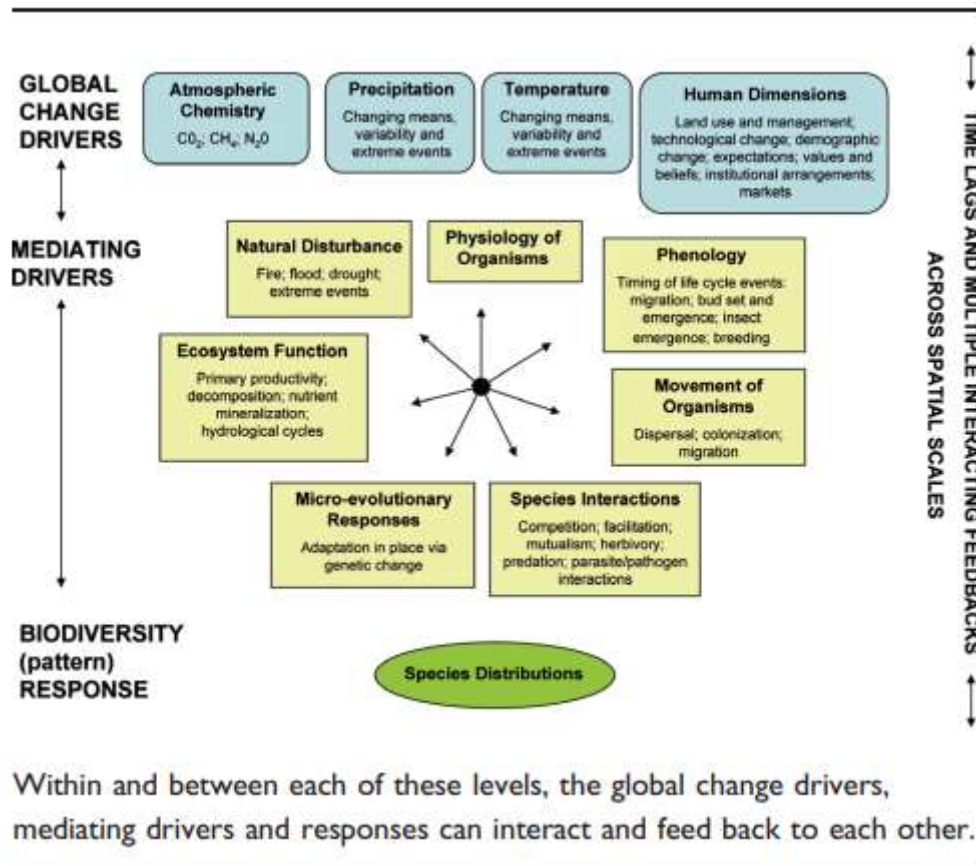 GLOBAL
CHANGE
DRIVERS
Atmospheric
Chemistry
C0₂, CH₄, N₂0
Precipitation
Changing means,
variability and
extreme events
Temperature
Changing means,
variability and
extreme events
Human Dimensions
Land use and management;
technological change; demographic
change; expectations; values and
beliefs; institutional arrangements;
markets
MEDIATING
DRIVERS
Natural Disturbance
Fire; flood; drought;
extreme events
Physiology of
Organisms
Phenology
Timing of life cycle events:
migration; bud set and
emergence; insect
emergence; breeding
Ecosystem Function
Primary productivity;
decomposition; nutrient
mineralization;
hydrological cycles
Movement of
Organisms
Dispersal; colonization;
migration
Micro-evolutionary
Responses
Adaptation in place via
genetic change
Species Interactions
Competition; facilitation;
mutualism; herbivory;
predation; parasite/pathogen
interactions
BIODIVERSITY
(pattern)
RESPONSE
Species Distributions
TIME LAGS AND MULTIPLE INTERACTING FEEDBACKS
ACROSS SPATIAL SCALES
Within and between each of these levels, the global change drivers,
mediating drivers and responses can interact and feed back to each other.